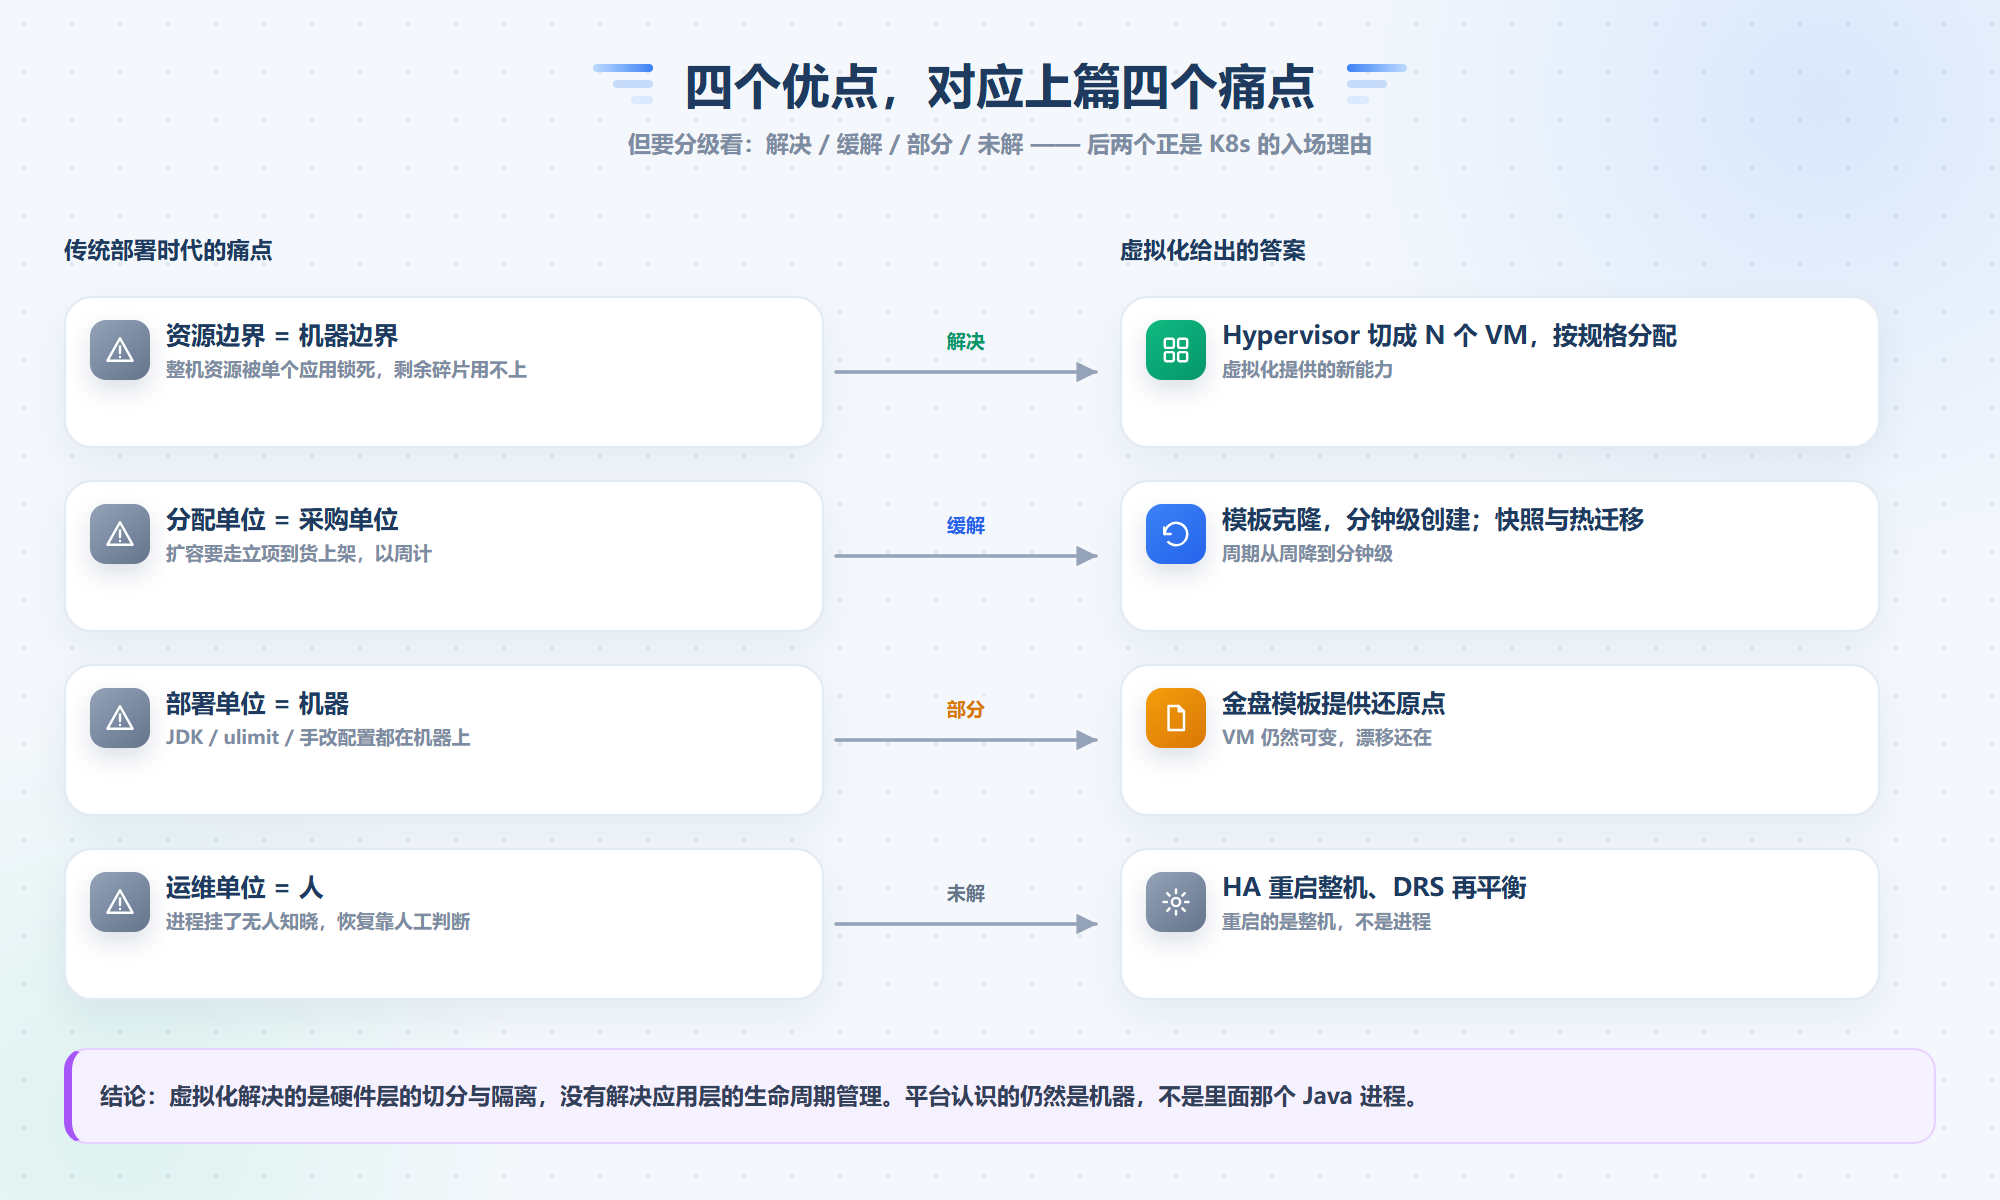 四个优点，对应上篇四个痛点
但要分级看：解决 / 缓解 / 部分 / 未解 —— 后两个正是 K8s 的入场理由
传统部署时代的痛点
虚拟化给出的答案
资源边界 = 机器边界
整机资源被单个应用锁死，剩余碎片用不上
解决
Hypervisor 切成 N 个 VM，按规格分配
虚拟化提供的新能力
分配单位 = 采购单位
扩容要走立项到货上架，以周计
缓解
模板克隆，分钟级创建；快照与热迁移
周期从周降到分钟级
部署单位 = 机器
JDK / ulimit / 手改配置都在机器上
部分
金盘模板提供还原点
VM 仍然可变，漂移还在
运维单位 = 人
进程挂了无人知晓，恢复靠人工判断
未解
HA 重启整机、DRS 再平衡
重启的是整机，不是进程
结论：虚拟化解决的是硬件层的切分与隔离，没有解决应用层的生命周期管理。平台认识的仍然是机器，不是里面那个 Java 进程。